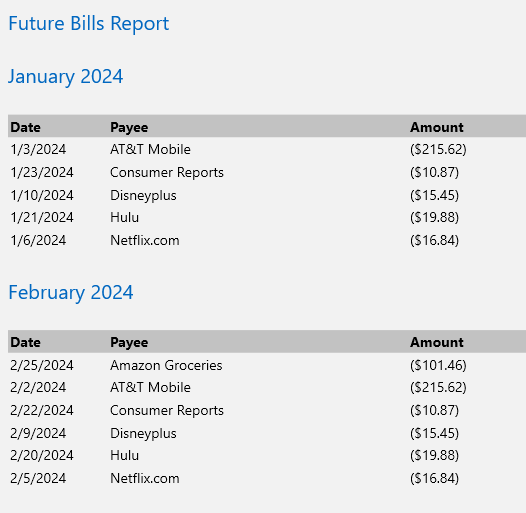 Future Bills Report
January 2024
Date Payee Amount
1/3/2024 AT&T Mobile ($215.62)
1/23/2024 Consumer Reports ($10.87)
1/10/2024 Disneyplus ($15.45)
1/21/2024 Hulu ($19.88)
1/6/2024 Netflix.com ($16.84)
February 2024
Date Payee Amount
2/25/2024 Amazon Groceries ($101.46)
2/2/2024 AT&T Mobile ($215.62)
2/22/2024 Consumer Reports ($10.87)
2/9/2024 Disneyplus ($15.45)
2/20/2024 Hulu ($19.88)
2/5/2024 Netflix.com ($16.84)